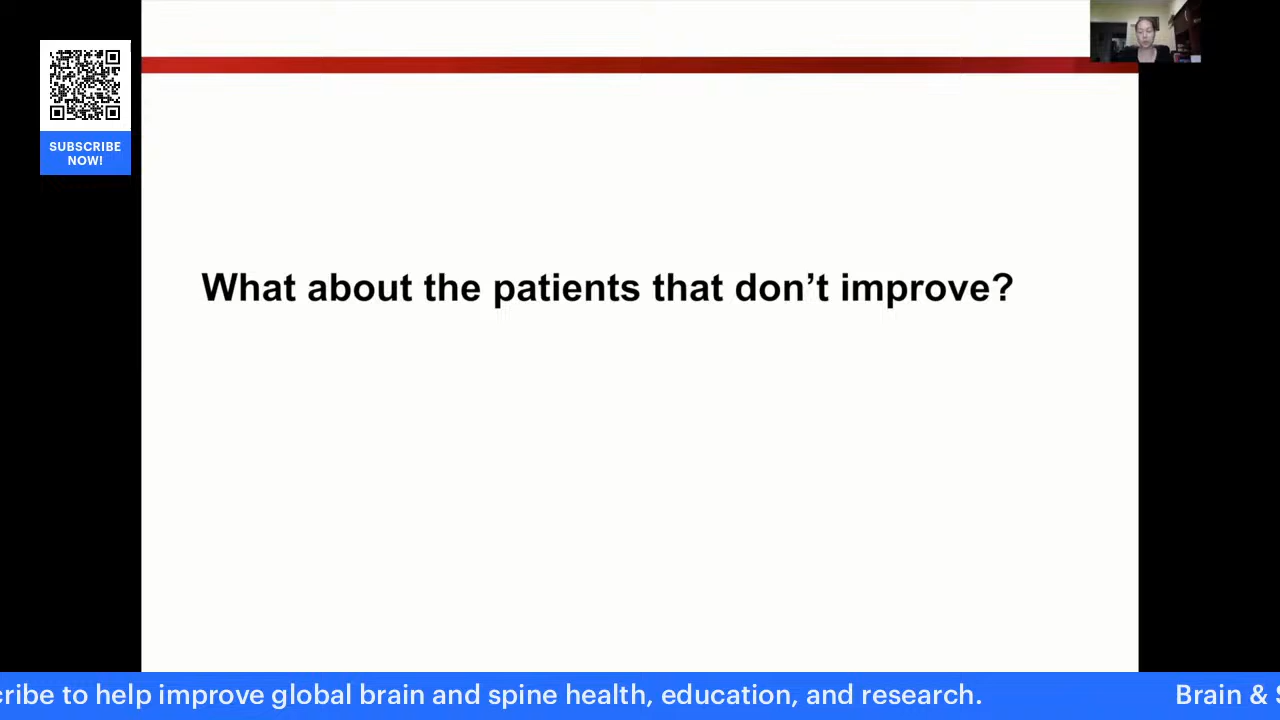 SUBSCRIBE
NOW!
What about the patients that don’t improve?
cribe to help improve global brain and spine health, education, and research. Brain &